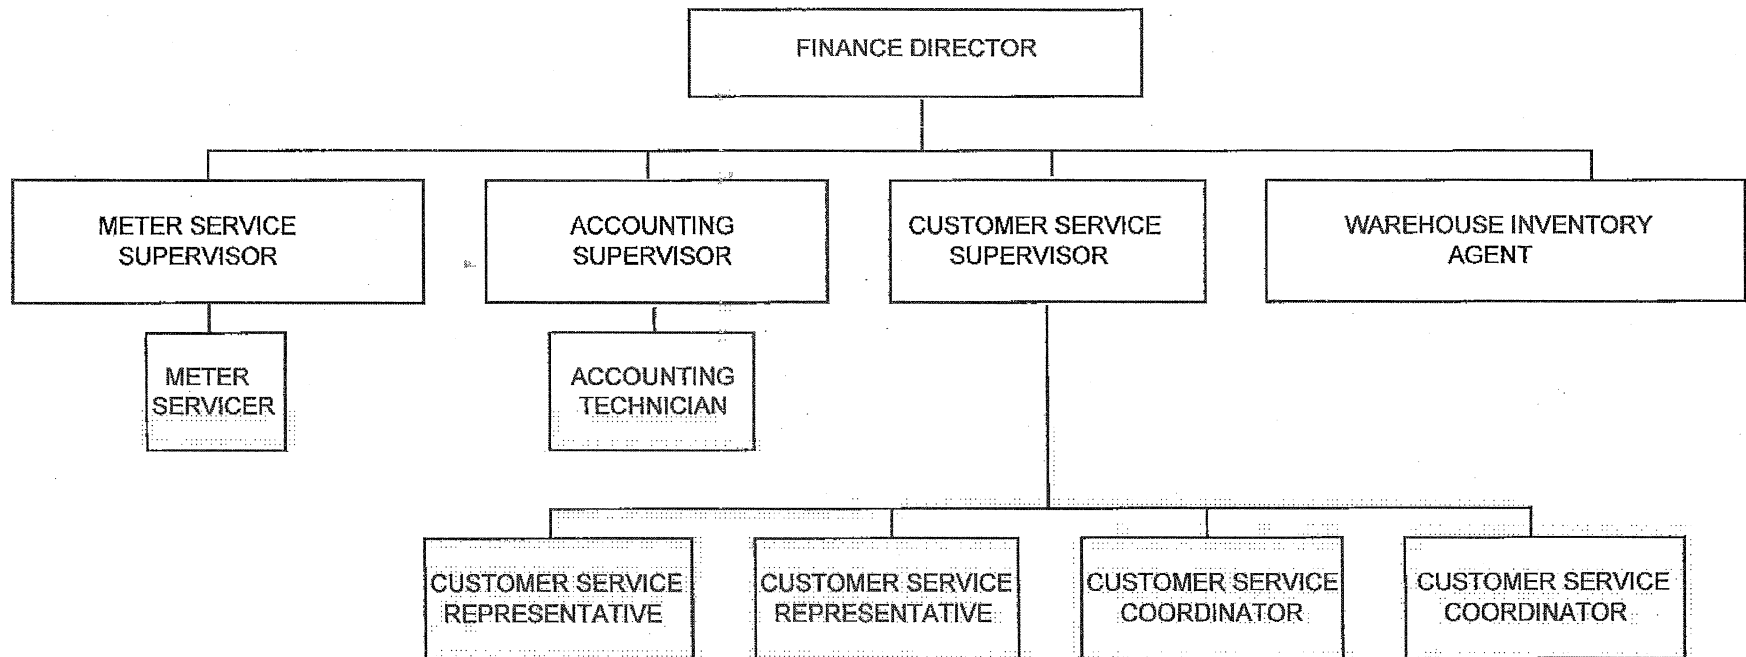 FINANCE DIRECTOR
METER SERVICE
SUPERVISOR
ACCOUNTING
SUPERVISOR
CUSTOMER SERVICE
SUPERVISOR
WAREHOUSE INVENTORY
AGENT
METER
SERVICER
ACCOUNTING
TECHNICIAN
CUSTOMER SERVICE
REPRESENTATIVE
CUSTOMER SERVICE
REPRESENTATIVE
CUSTOMER SERVICE
COORDINATOR
CUSTOMER SERVICE
COORDINATOR